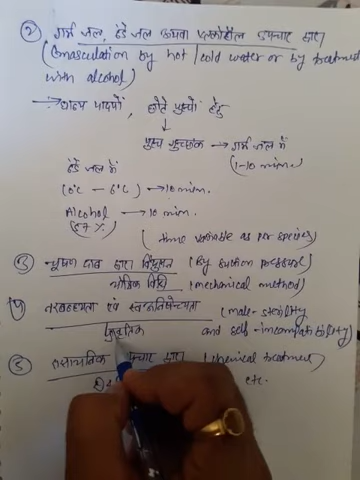 ② गर्म जल, ठंडे जल अथवा एल्कोहॉल उपचार द्वारा
(Emasculation by hot/cold water or by treatment
with alcohol)
→ धान्य पादपों, छोटे पुष्पों हेतु
↓
पुष्प गुच्छक → गर्म जल में
(1-10 mins)
ठंडे जल में
(0°C - 6°C) → 10 min.
Alcohol → 10 min
(57%)
(time variable as per species)
③ चूषण दाब द्वारा विपुंसन (By suction pressure)
यांत्रिक विधि (mechanical method)
④ नरबन्ध्यता एवं स्वअनिषेच्यता (male-sterility
and self-incompatibility)
⑤ रासायनिक उपचार द्वारा (chemical treatment)
etc.